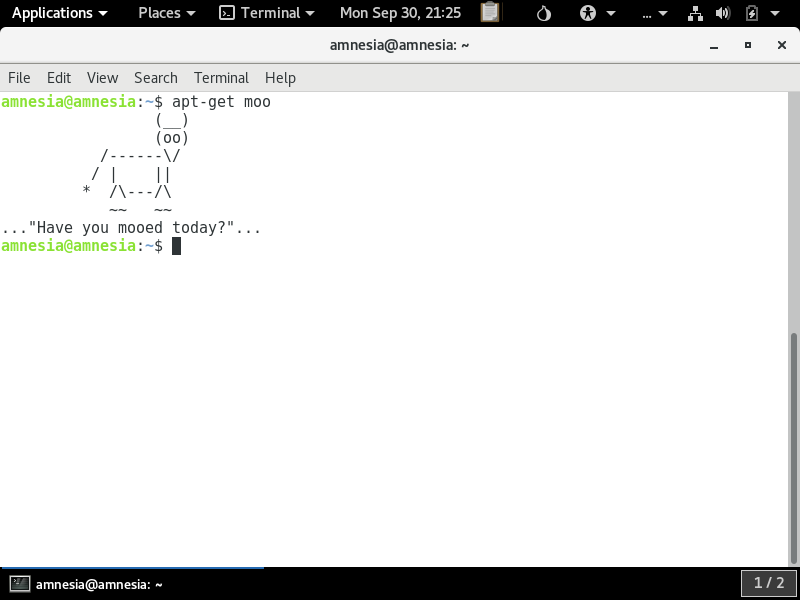 Applications Places Terminal Mon Sep 30, 21:25 ...
amnesia@amnesia: ~
File Edit View Search Terminal Help
amnesia@amnesia:~$ apt-get moo
                 (__)
                 (oo)
           /------\/
          / |    ||
         *  /\---/\
            ~~   ~~
..."Have you mooed today?"...
amnesia@amnesia:~$
amnesia@amnesia: ~
1 / 2